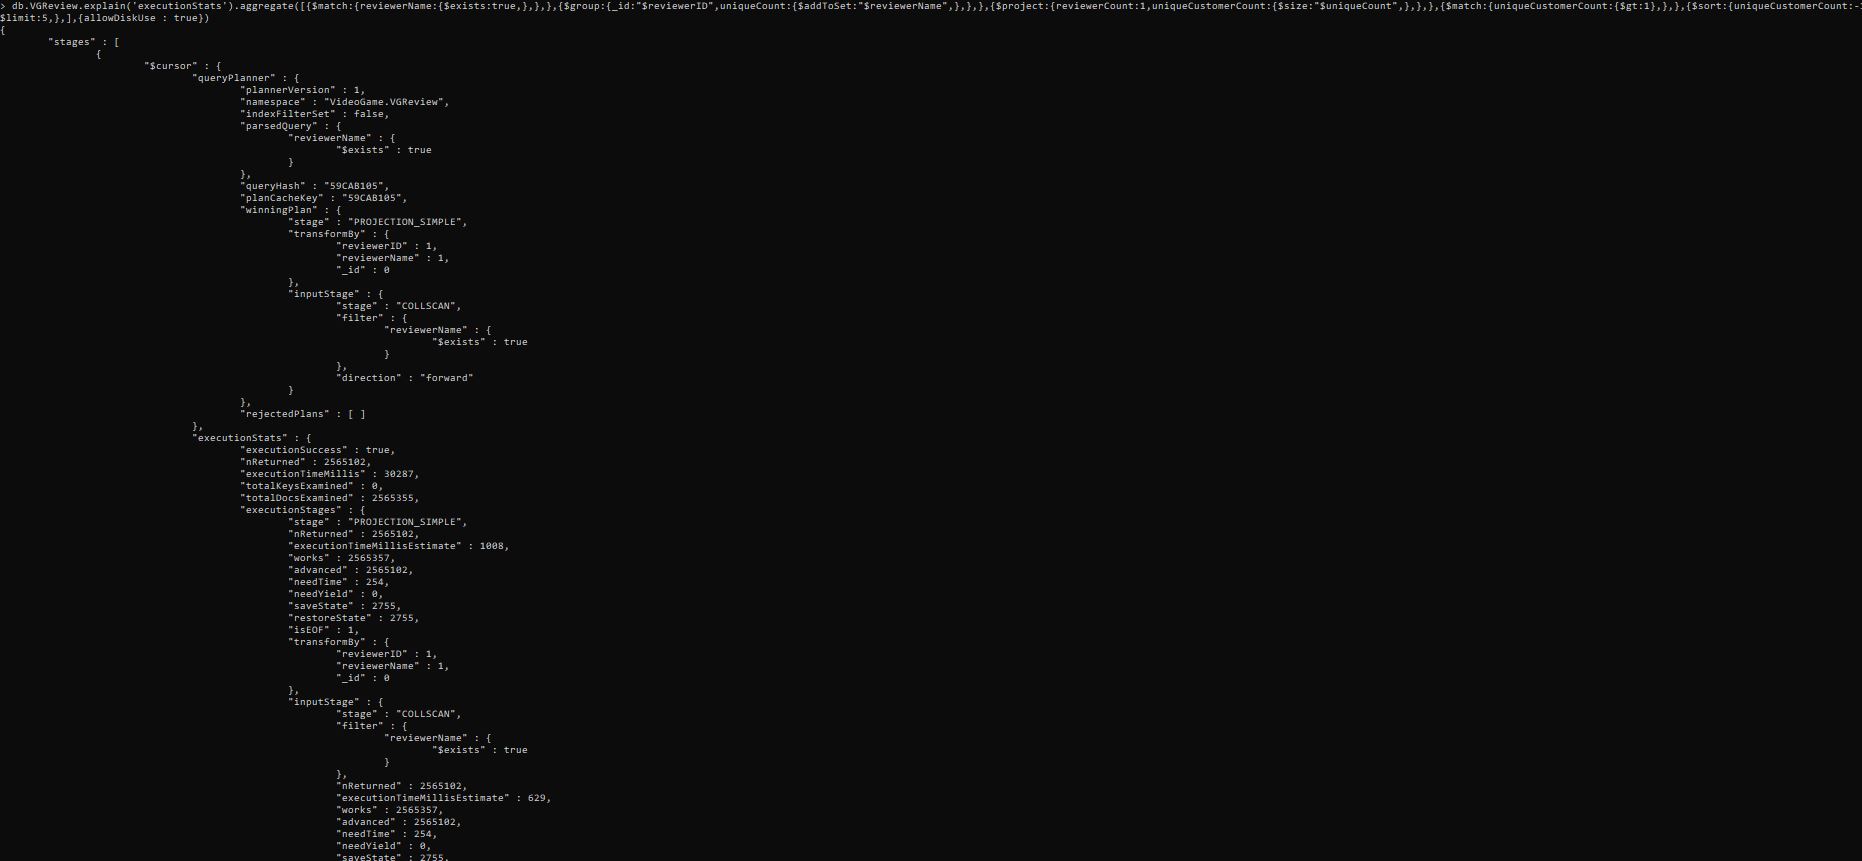 > db.VGReview.explain('executionStats').aggregate([{$match:{reviewerName:{$exists:true,},},},{$group:{_id:"$reviewerID",uniqueCount:{$addToSet:"$reviewerName",},},},{$project:{reviewerCount:1,uniqueCustomerCount:{$size:"$uniqueCount",},},},{$match:{uniqueCustomerCount:{$gt:1},},},{$sort:{uniqueCustomerCount:-
$limit:5,},],{allowDiskUse : true})
{
"stages" : [
{
"$cursor" : {
"queryPlanner" : {
"plannerVersion" : 1,
"namespace" : "VideoGame.VGReview",
"indexFilterSet" : false,
"parsedQuery" : {
"reviewerName" : {
"$exists" : true
}
},
"queryHash" : "59CAB105",
"planCacheKey" : "59CAB105",
"winningPlan" : {
"stage" : "PROJECTION_SIMPLE",
"transformBy" : {
"reviewerID" : 1,
"reviewerName" : 1,
"_id" : 0
},
"inputStage" : {
"stage" : "COLLSCAN",
"filter" : {
"reviewerName" : {
"$exists" : true
}
},
"direction" : "forward"
}
},
"rejectedPlans" : [ ]
},
"executionStats" : {
"executionSuccess" : true,
"nReturned" : 2565102,
"executionTimeMillis" : 30287,
"totalKeysExamined" : 0,
"totalDocsExamined" : 2565355,
"executionStages" : {
"stage" : "PROJECTION_SIMPLE",
"nReturned" : 2565102,
"executionTimeMillisEstimate" : 1008,
"works" : 2565357,
"advanced" : 2565102,
"needTime" : 254,
"needYield" : 0,
"saveState" : 2755,
"restoreState" : 2755,
"isEOF" : 1,
"transformBy" : {
"reviewerID" : 1,
"reviewerName" : 1,
"_id" : 0
},
"inputStage" : {
"stage" : "COLLSCAN",
"filter" : {
"reviewerName" : {
"$exists" : true
}
},
"nReturned" : 2565102,
"executionTimeMillisEstimate" : 629,
"works" : 2565357,
"advanced" : 2565102,
"needTime" : 254,
"needYield" : 0,
"saveState" : 2755,